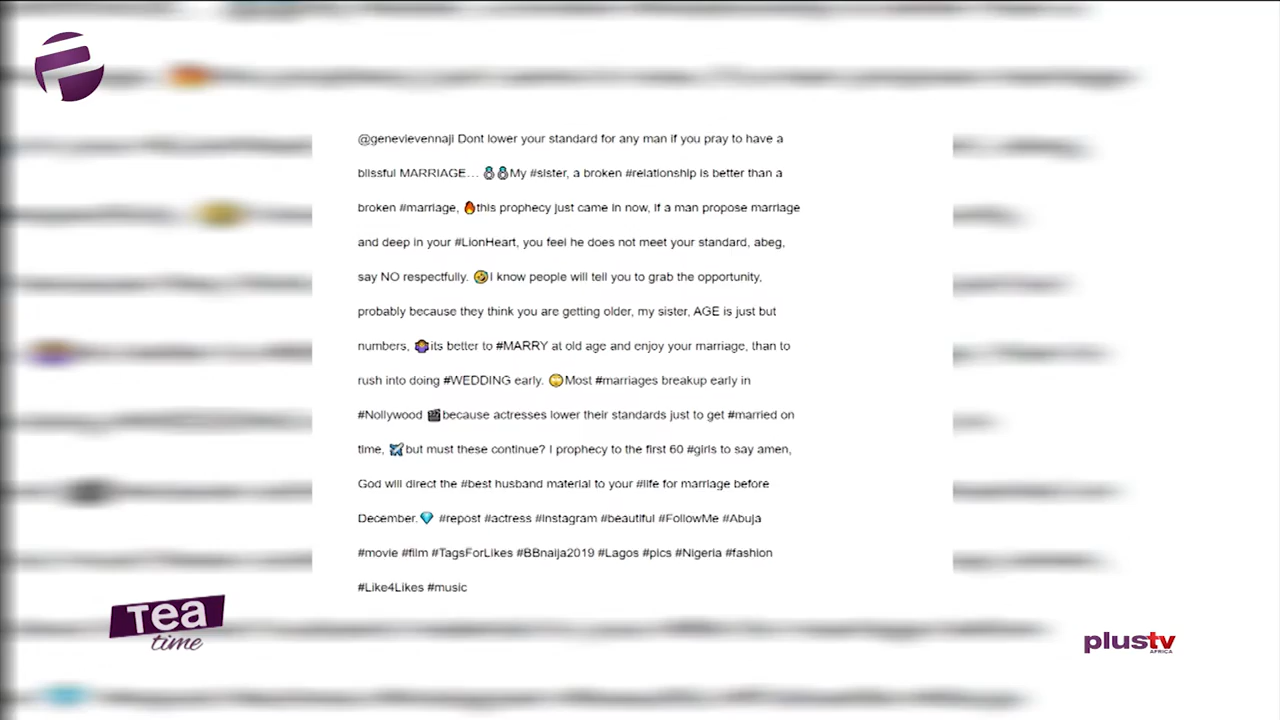 @genevievennaji Dont lower your standard for any man if you pray to have a
blissful MARRIAGE... 💍💍My #sister, a broken #relationship is better than a
broken #marriage, 🔥this prophecy just came in now, if a man propose marriage
and deep in your #LionHeart, you feel he does not meet your standard, abeg,
say NO respectfully. 🤣I know people will tell you to grab the opportunity,
probably because they think you are getting older, my sister, AGE is just but
numbers, 🤷🏽‍♀️its better to #MARRY at old age and enjoy your marriage, than to
rush into doing #WEDDING early. 🙄Most #marriages breakup early in
#Nollywood 🎬because actresses lower their standards just to get #married on
time, ✈️but must these continue? I prophecy to the first 60 #girls to say amen,
God will direct the #best husband material to your #life for marriage before
December.💎 #repost #actress #Instagram #beautiful #FollowMe #Abuja
#movie #film #TagsForLikes #BBnaija2019 #Lagos #pics #Nigeria #fashion
#Like4Likes #music
Tea
time
plustv
AFRICA